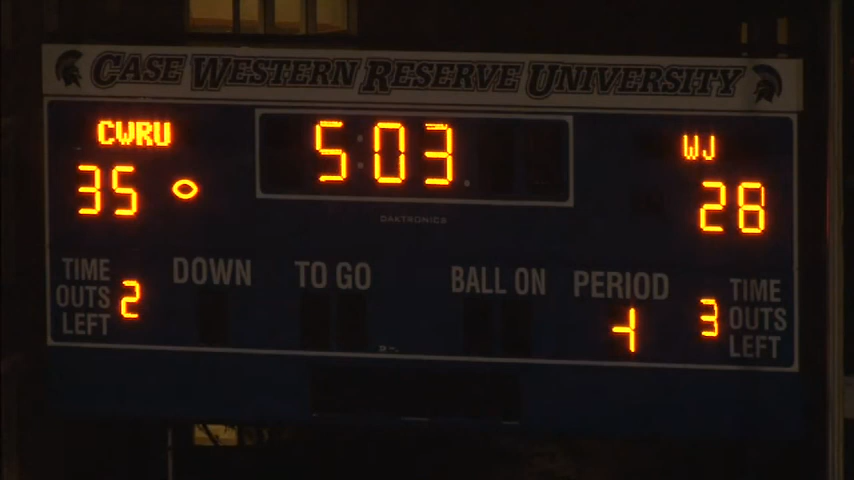 CASE WESTERN RESERVE UNIVERSITY
CWRU
5:03
WJ
35
28
DAKTRONICS
TIME OUTS LEFT
2
DOWN
TO GO
BALL ON
PERIOD
3
TIME OUTS LEFT